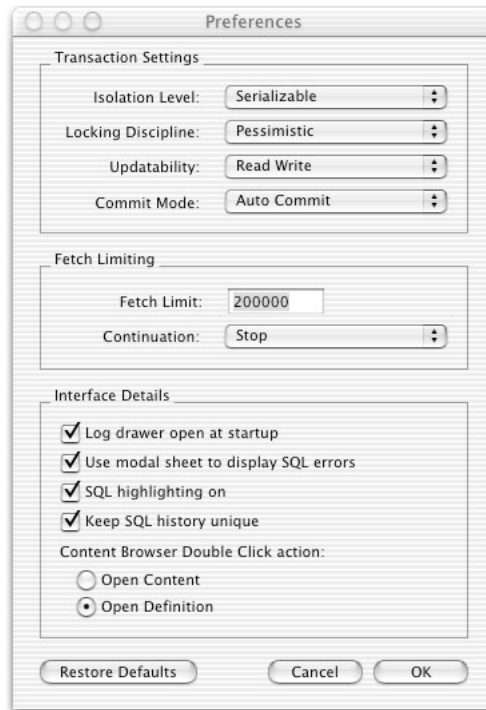 Preferences
Transaction Settings
Isolation Level: Serializable
Locking Discipline: Pessimistic
Updatability: Read Write
Commit Mode: Auto Commit
Fetch Limiting
Fetch Limit: 200000
Continuation: Stop
Interface Details
Log drawer open at startup
Use modal sheet to display SQL errors
SQL highlighting on
Keep SQL history unique
Content Browser Double Click action:
Open Content
Open Definition
Restore Defaults Cancel OK